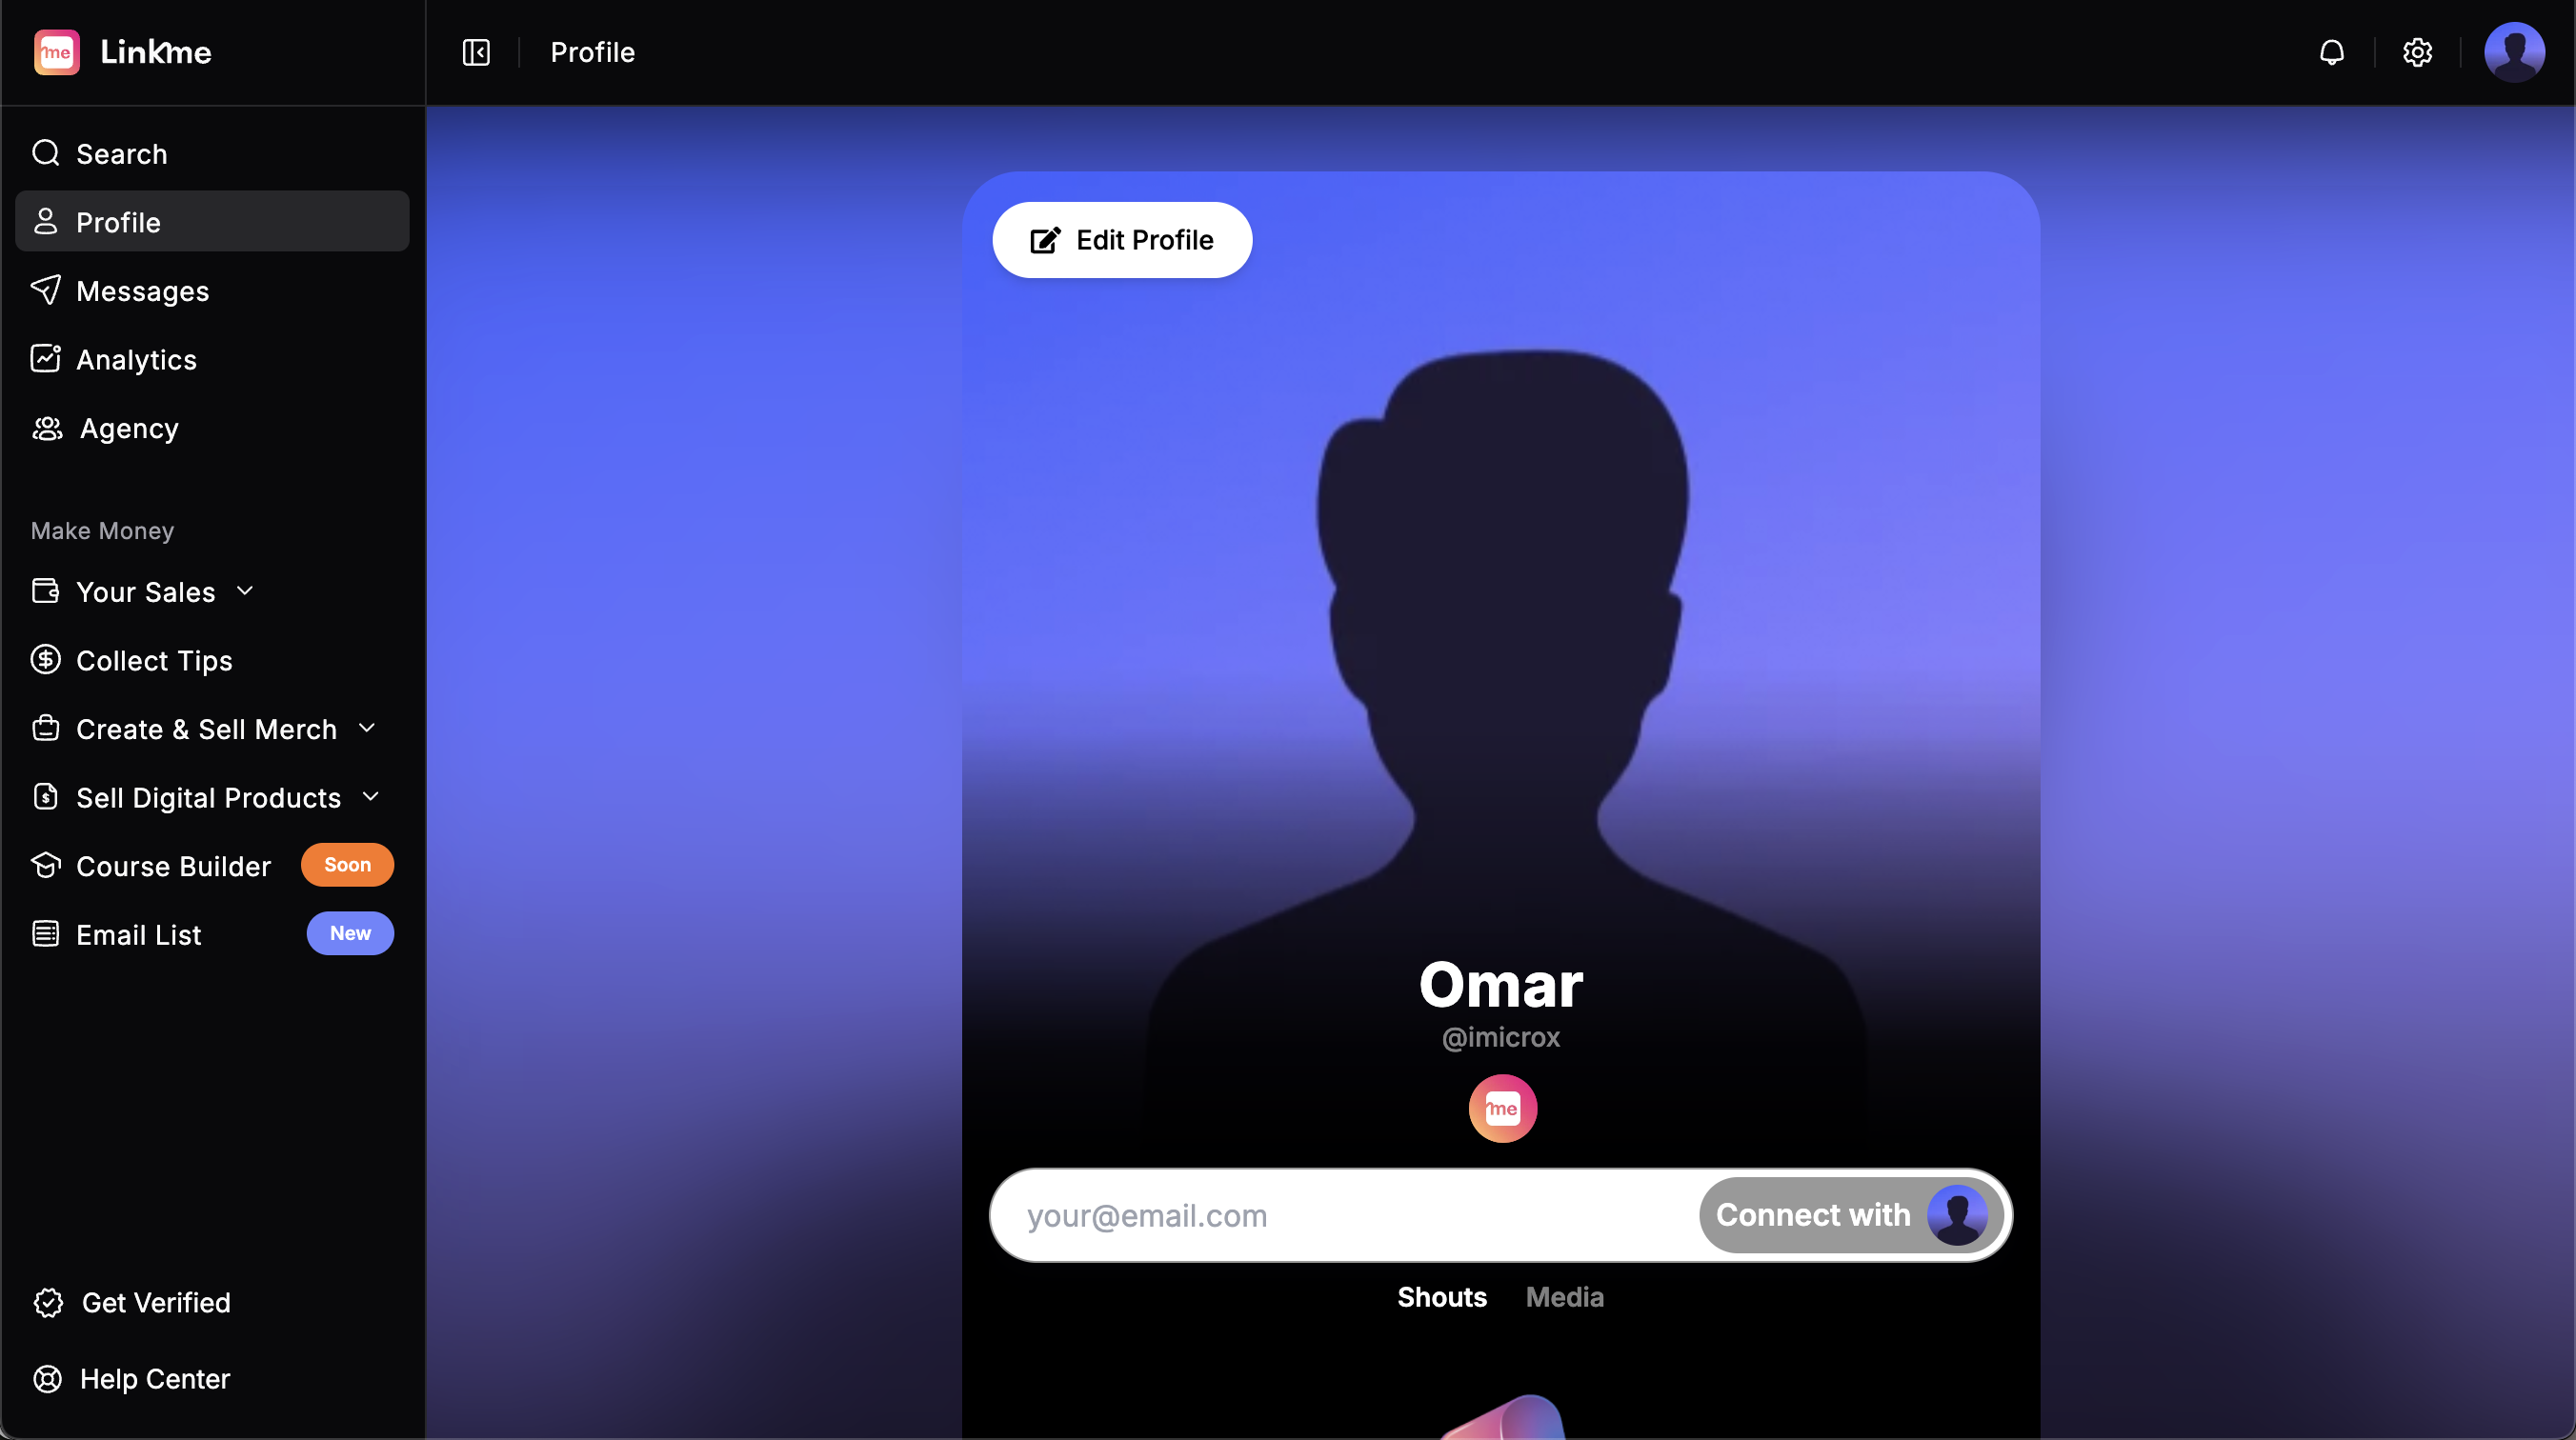 me Linkme
Profile
Search
Profile
Messages
Analytics
Agency
Make Money
Your Sales
Collect Tips
Create & Sell Merch
Sell Digital Products
Course Builder Soon
Email List New
Get Verified
Help Center
Edit Profile
Omar
@imicrox
me
your@email.com Connect with
Shouts Media